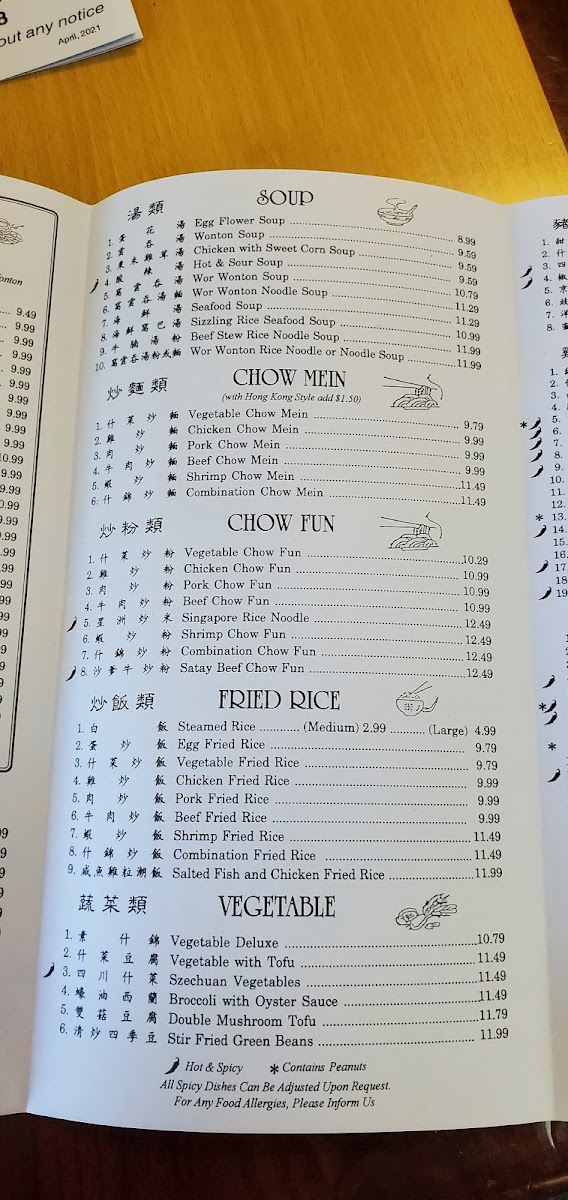 8
out any notice
April, 2021
湯類 SOUP
1. 蛋花湯 Egg Flower Soup 8.99
2. 雲吞湯 Wonton Soup 9.59
3. 粟米雞茸湯 Chicken with Sweet Corn Soup 9.59
4. 酸辣湯 Hot & Sour Soup 9.59
5. 窩雲吞湯 Wor Wonton Soup 10.79
6. 窩雲吞湯麵 Wor Wonton Noodle Soup 11.29
7. 海鮮湯 Seafood Soup 11.29
8. 海鮮窩巴湯 Sizzling Rice Seafood Soup 10.99
9. 牛腩湯粉 Beef Stew Rice Noodle Soup 11.99
10. 窩雲吞湯粉或麵 Wor Wonton Rice Noodle or Noodle Soup 11.99
炒麵類 CHOW MEIN
(with Hong Kong Style add $1.50)
1. 什菜炒麵 Vegetable Chow Mein 9.79
2. 雞炒麵 Chicken Chow Mein 9.99
3. 肉炒麵 Pork Chow Mein 9.99
4. 牛肉炒麵 Beef Chow Mein 9.99
5. 蝦炒麵 Shrimp Chow Mein 11.49
6. 什錦炒麵 Combination Chow Mein 11.49
炒粉類 CHOW FUN
1. 什菜炒粉 Vegetable Chow Fun 10.29
2. 雞炒粉 Chicken Chow Fun 10.99
3. 肉炒粉 Pork Chow Fun 10.99
4. 牛肉炒粉 Beef Chow Fun 10.99
5. 星洲炒米 Singapore Rice Noodle 12.49
6. 蝦炒粉 Shrimp Chow Fun 12.49
7. 什錦炒粉 Combination Chow Fun 12.49
8. 沙爹牛炒粉 Satay Beef Chow Fun 12.49
炒飯類 FRIED RICE
1. 白飯 Steamed Rice (Medium) 2.99 (Large) 4.99
2. 蛋炒飯 Egg Fried Rice 9.79
3. 什菜炒飯 Vegetable Fried Rice 9.79
4. 雞炒飯 Chicken Fried Rice 9.99
5. 肉炒飯 Pork Fried Rice 9.99
6. 牛肉炒飯 Beef Fried Rice 9.99
7. 蝦炒飯 Shrimp Fried Rice 11.49
8. 什錦炒飯 Combination Fried Rice 11.49
9. 咸魚雞粒潮飯 Salted Fish and Chicken Fried Rice 11.99
蔬菜類 VEGETABLE
1. 素什錦 Vegetable Deluxe 10.79
2. 什菜豆腐 Vegetable with Tofu 11.49
3. 四川什菜 Szechuan Vegetables 11.49
4. 蠔油西蘭 Broccoli with Oyster Sauce 11.49
5. 雙菇豆腐 Double Mushroom Tofu 11.79
6. 清炒四季豆 Stir Fried Green Beans 11.99
Hot & Spicy * Contains Peanuts
All Spicy Dishes Can Be Adjusted Upon Request.
For Any Food Allergies, Please Inform Us